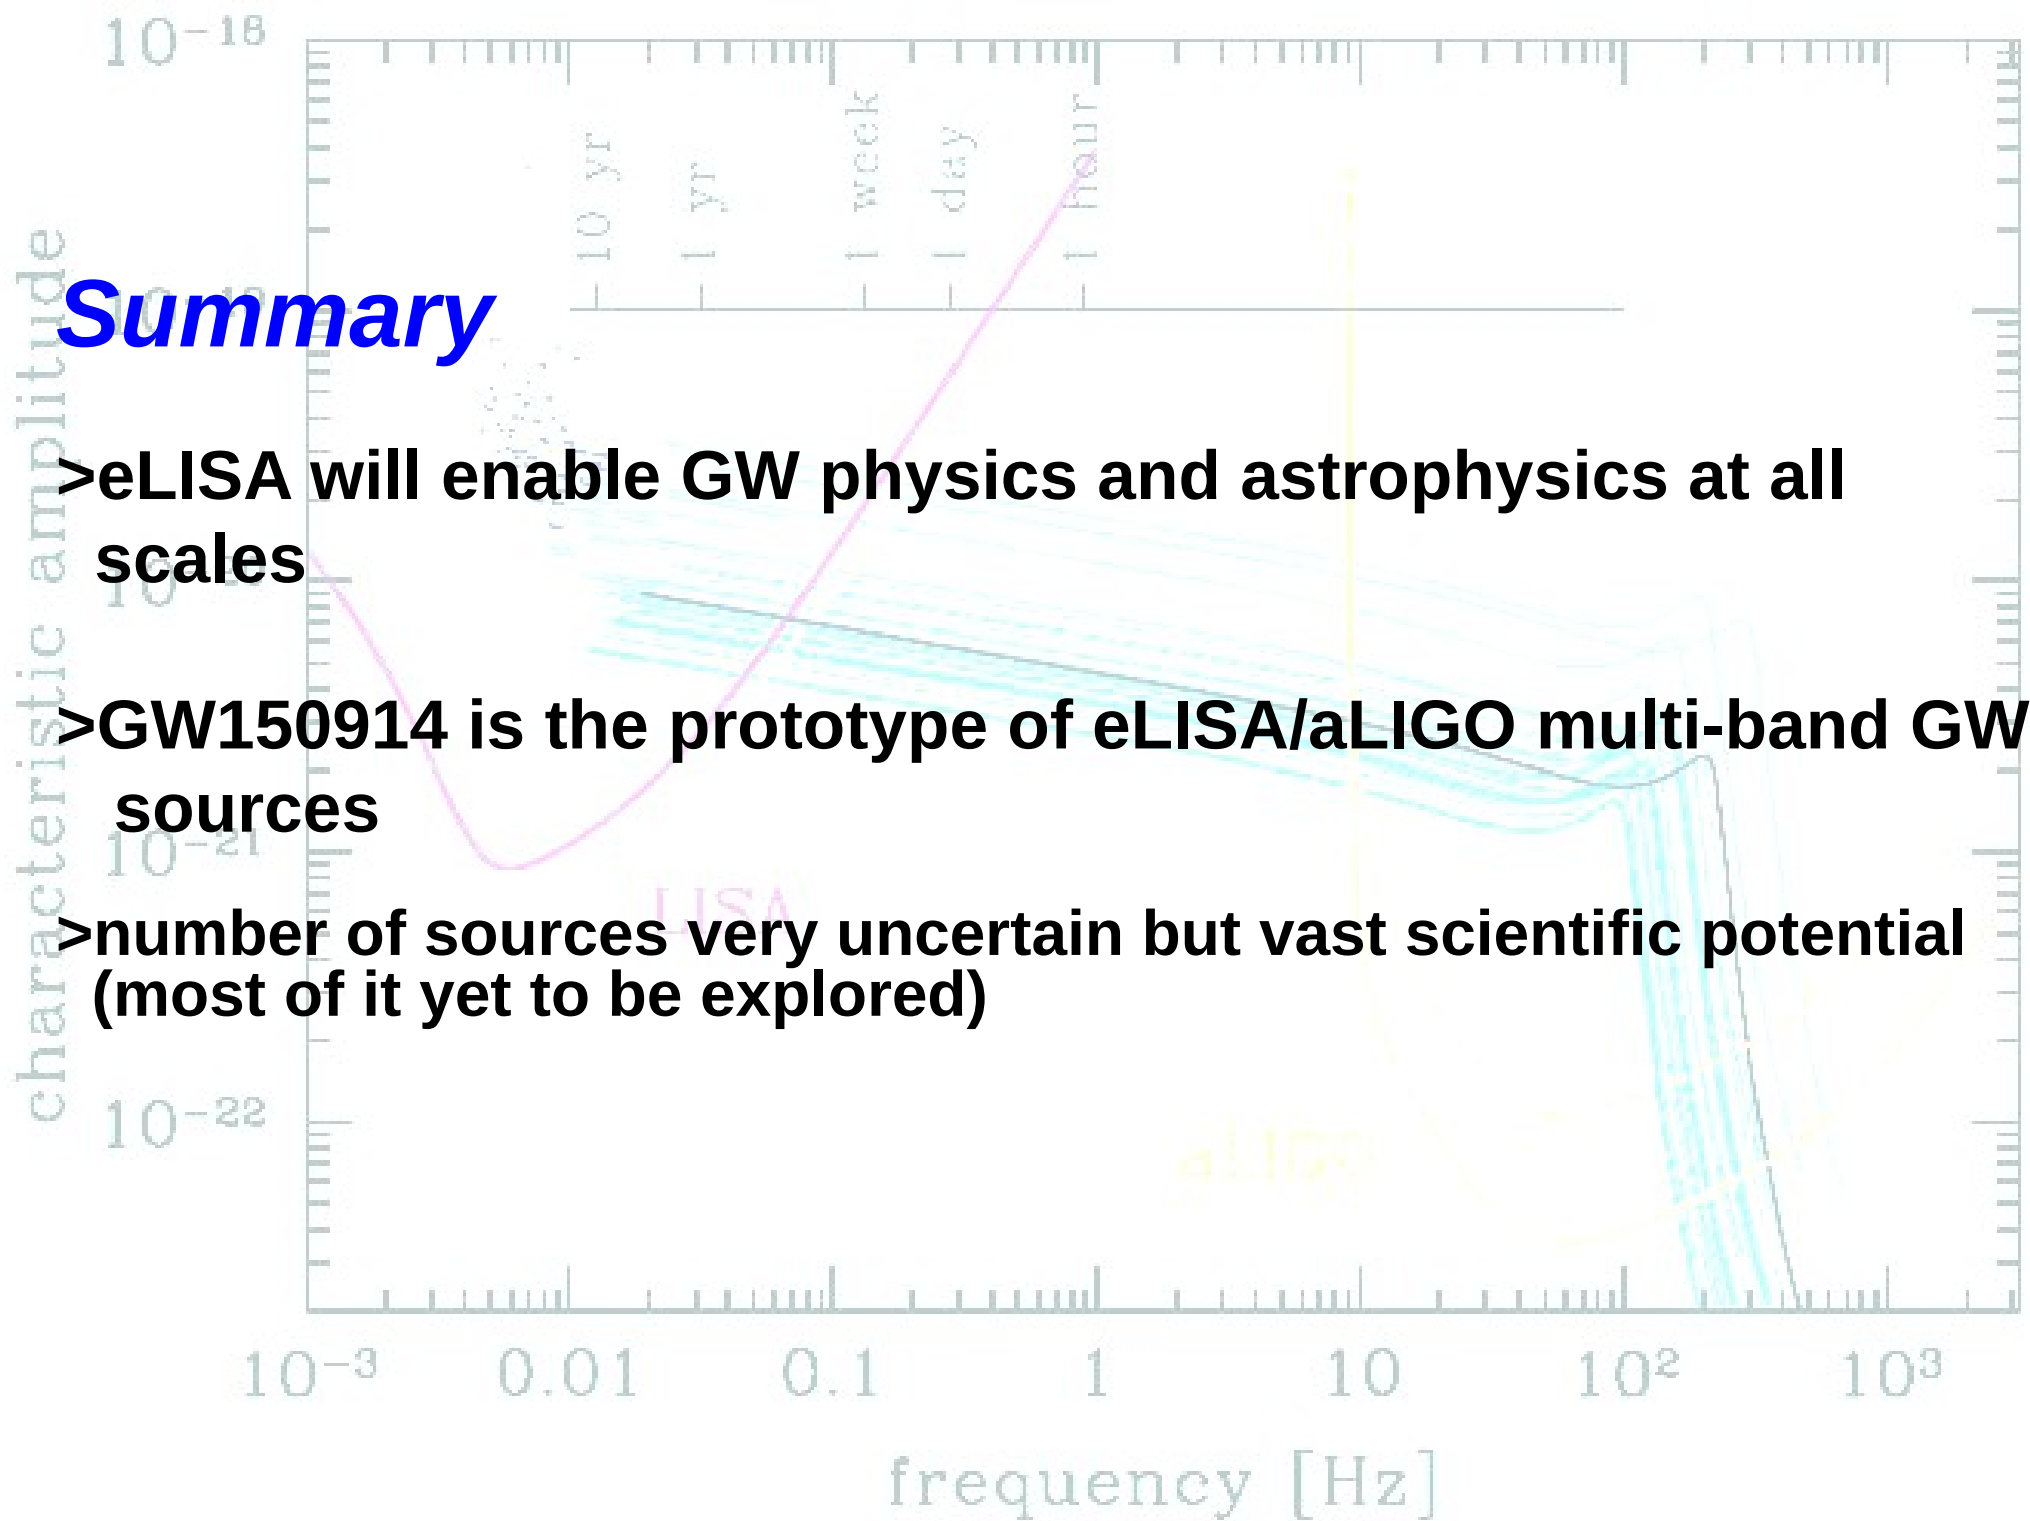 10⁻¹⁸
10 yr
1 yr
1 week
1 day
1 hour
characteristic amplitude
Summary
>eLISA will enable GW physics and astrophysics at all
scales
>GW150914 is the prototype of eLISA/aLIGO multi-band GW
sources
10⁻²¹
LISA
>number of sources very uncertain but vast scientific potential
(most of it yet to be explored)
10⁻²²
aLIGO
10⁻³ 0.01 0.1 1 10 10² 10³
frequency [Hz]